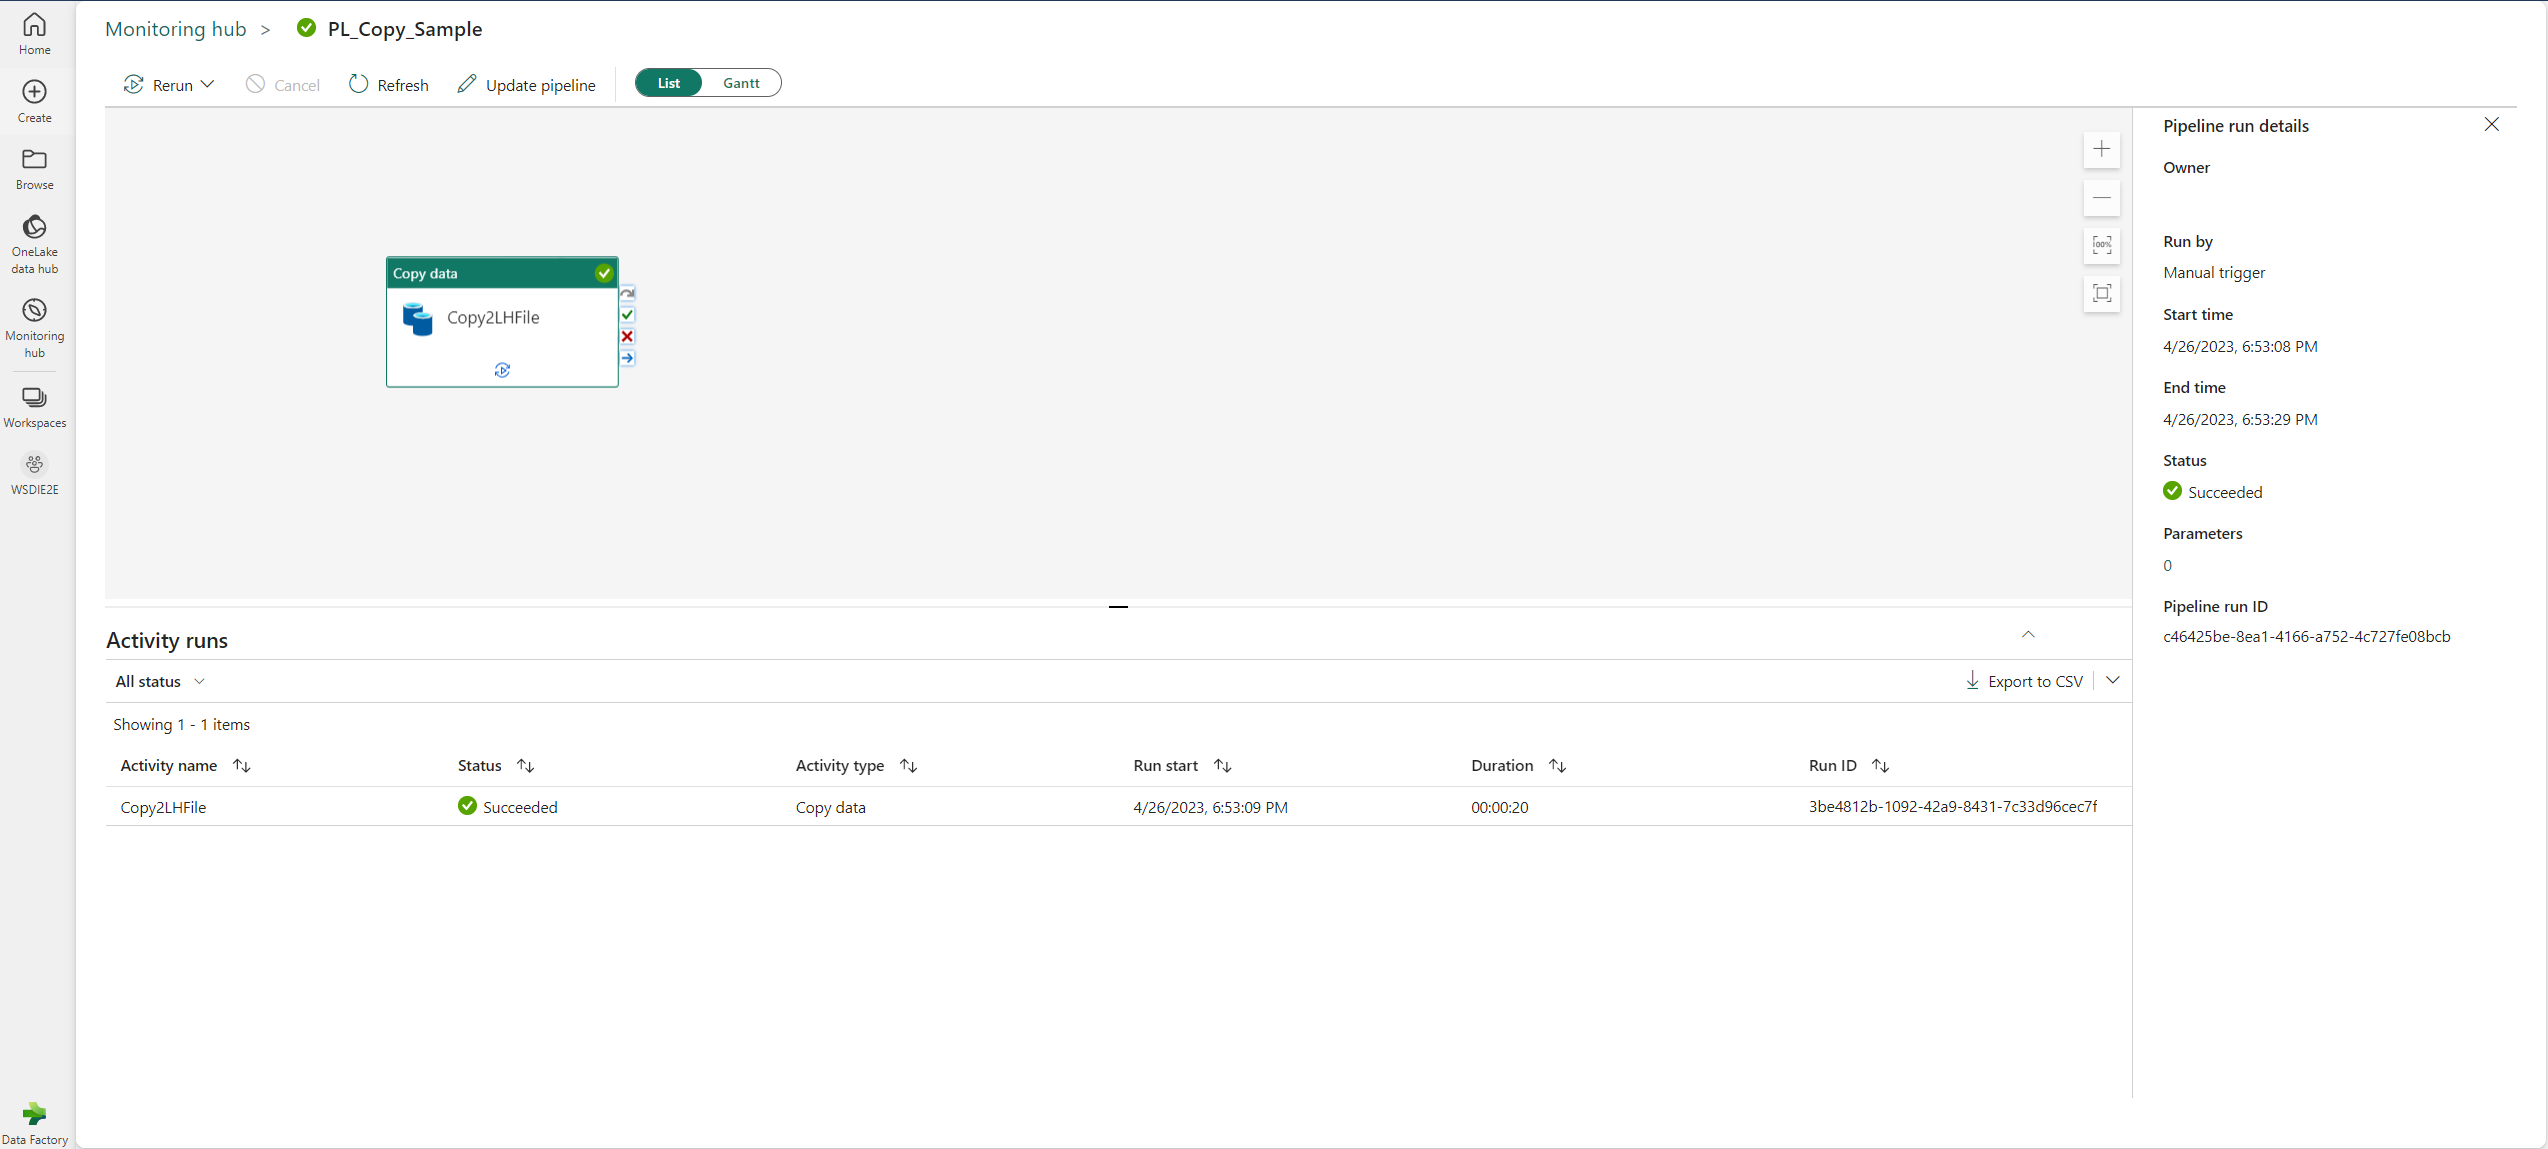 Home
Create
Browse
OneLake
data hub
Monitoring
hub
Workspaces
WSDIE2E
Data Factory
Monitoring hub > PL_Copy_Sample
Rerun Cancel Refresh Update pipeline List Gantt
Copy data
Copy2LHFile
100%
Pipeline run details
Owner
Run by
Manual trigger
Start time
4/26/2023, 6:53:08 PM
End time
4/26/2023, 6:53:29 PM
Status
Succeeded
Parameters
0
Pipeline run ID
c46425be-8ea1-4166-a752-4c727fe08bcb
Activity runs
All status Export to CSV
Showing 1 - 1 items
Activity name Status Activity type Run start Duration Run ID
Copy2LHFile Succeeded Copy data 4/26/2023, 6:53:09 PM 00:00:20 3be4812b-1092-42a9-8431-7c33d96cec7f